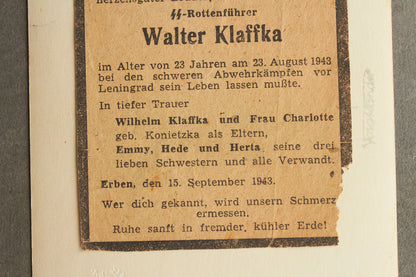 herzensguter
ᛋᛋ-Rottenführer
Walter Klaffka
im Alter von 23 Jahren am 23. August 1943
bei den schweren Abwehrkämpfen vor
Leningrad sein Leben lassen mußte.
In tiefer Trauer
Wilhelm Klaffka und Frau Charlotte
geb. Konietzka als Eltern,
Emmy, Hede und Herta, seine drei
lieben Schwestern und alle Verwandt.
Erben, den 15. September 1943.
Wer dich gekannt, wird unsern Schmerz
ermessen.
Ruhe sanft in fremder, kühler Erde!